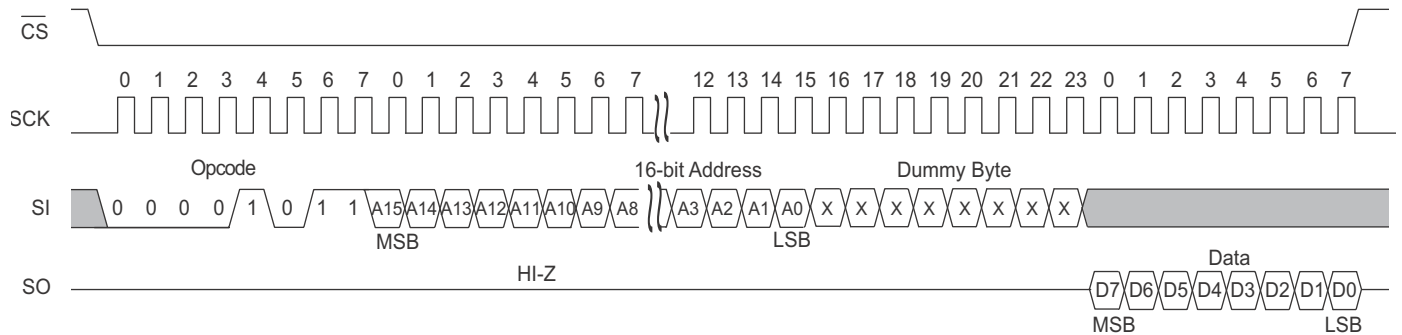 CS
0 1 2 3 4 5 6 7 0 1 2 3 4 5 6 7 12 13 14 15 16 17 18 19 20 21 22 23 0 1 2 3 4 5 6 7
SCK
Opcode 16-bit Address Dummy Byte
SI 0 0 0 0 1 0 1 1 A15 A14 A13 A12 A11 A10 A9 A8 A3 A2 A1 A0 X X X X X X X X
MSB LSB
HI-Z Data
SO D7 D6 D5 D4 D3 D2 D1 D0
MSB LSB